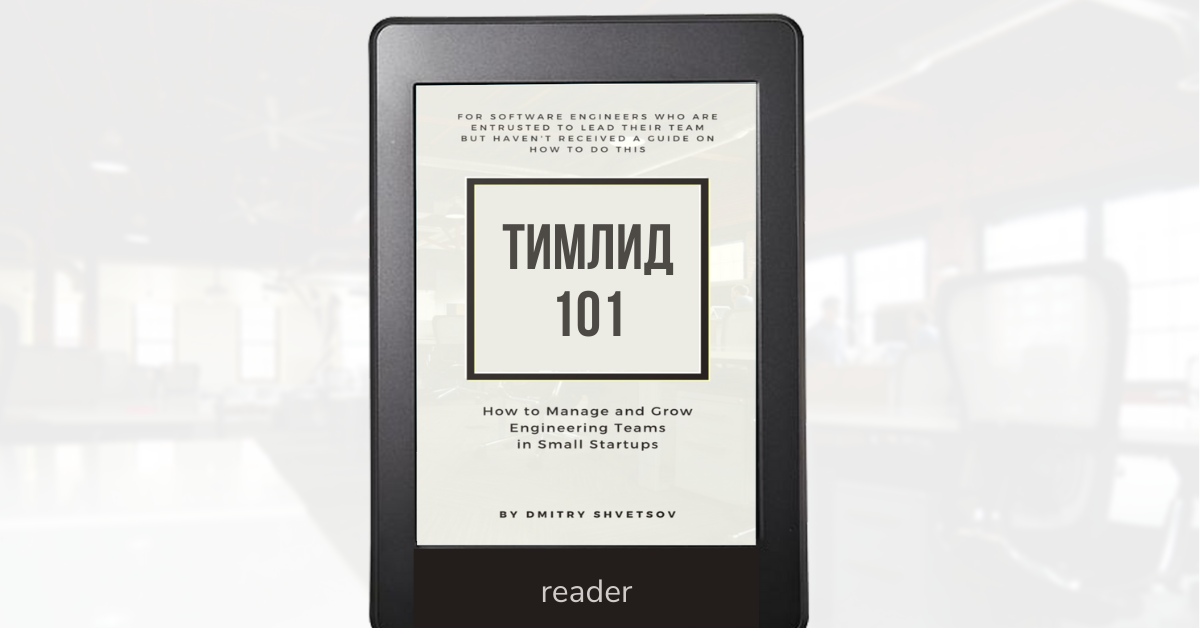 FOR SOFTWARE ENGINEERS WHO ARE
ENTRUSTED TO LEAD THEIR TEAM
BUT HAVEN'T RECEIVED A GUIDE ON
HOW TO DO THIS
ТИМЛИД
101
How to Manage and Grow
Engineering Teams
in Small Startups
BY DMITRY SHVETSOV
reader